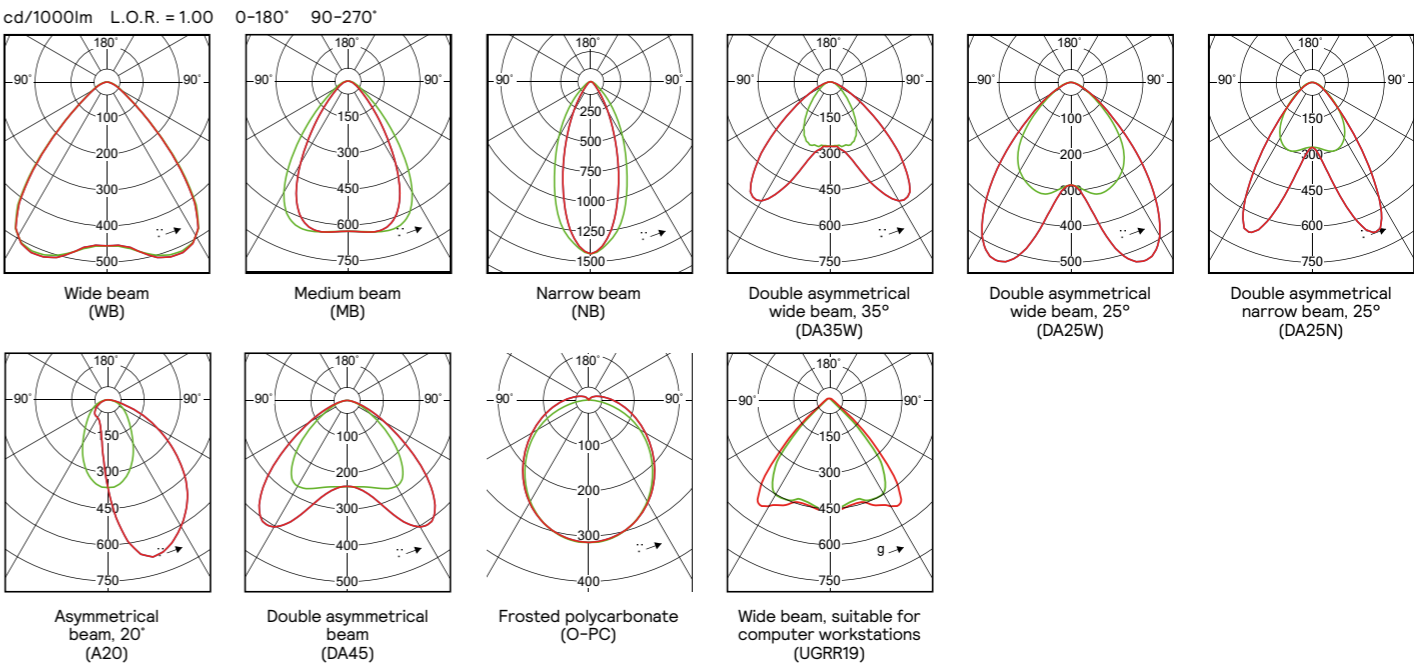 cd/1000lm L.O.R. = 1.00 0-180° 90-270°
180°
90° 90°
100
200
300
400
500
Wide beam
(WB)
180°
90° 90°
150
300
450
600
750
Medium beam
(MB)
180°
90° 90°
250
500
750
1000
1250
1500
Narrow beam
(NB)
180°
90° 90°
150
300
450
600
750
Double asymmetrical
wide beam, 35°
(DA35W)
180°
90° 90°
100
200
300
400
500
Double asymmetrical
wide beam, 25°
(DA25W)
180°
90° 90°
150
300
450
600
750
Double asymmetrical
narrow beam, 25°
(DA25N)
180°
90° 90°
150
300
450
600
750
Asymmetrical
beam, 20°
(A20)
180°
90° 90°
100
200
300
400
500
Double asymmetrical
beam
(DA45)
180°
90° 90°
100
200
300
400
Frosted polycarbonate
(O-PC)
180°
90° 90°
150
300
450
600
g
750
Wide beam, suitable for
computer workstations
(UGRR19)